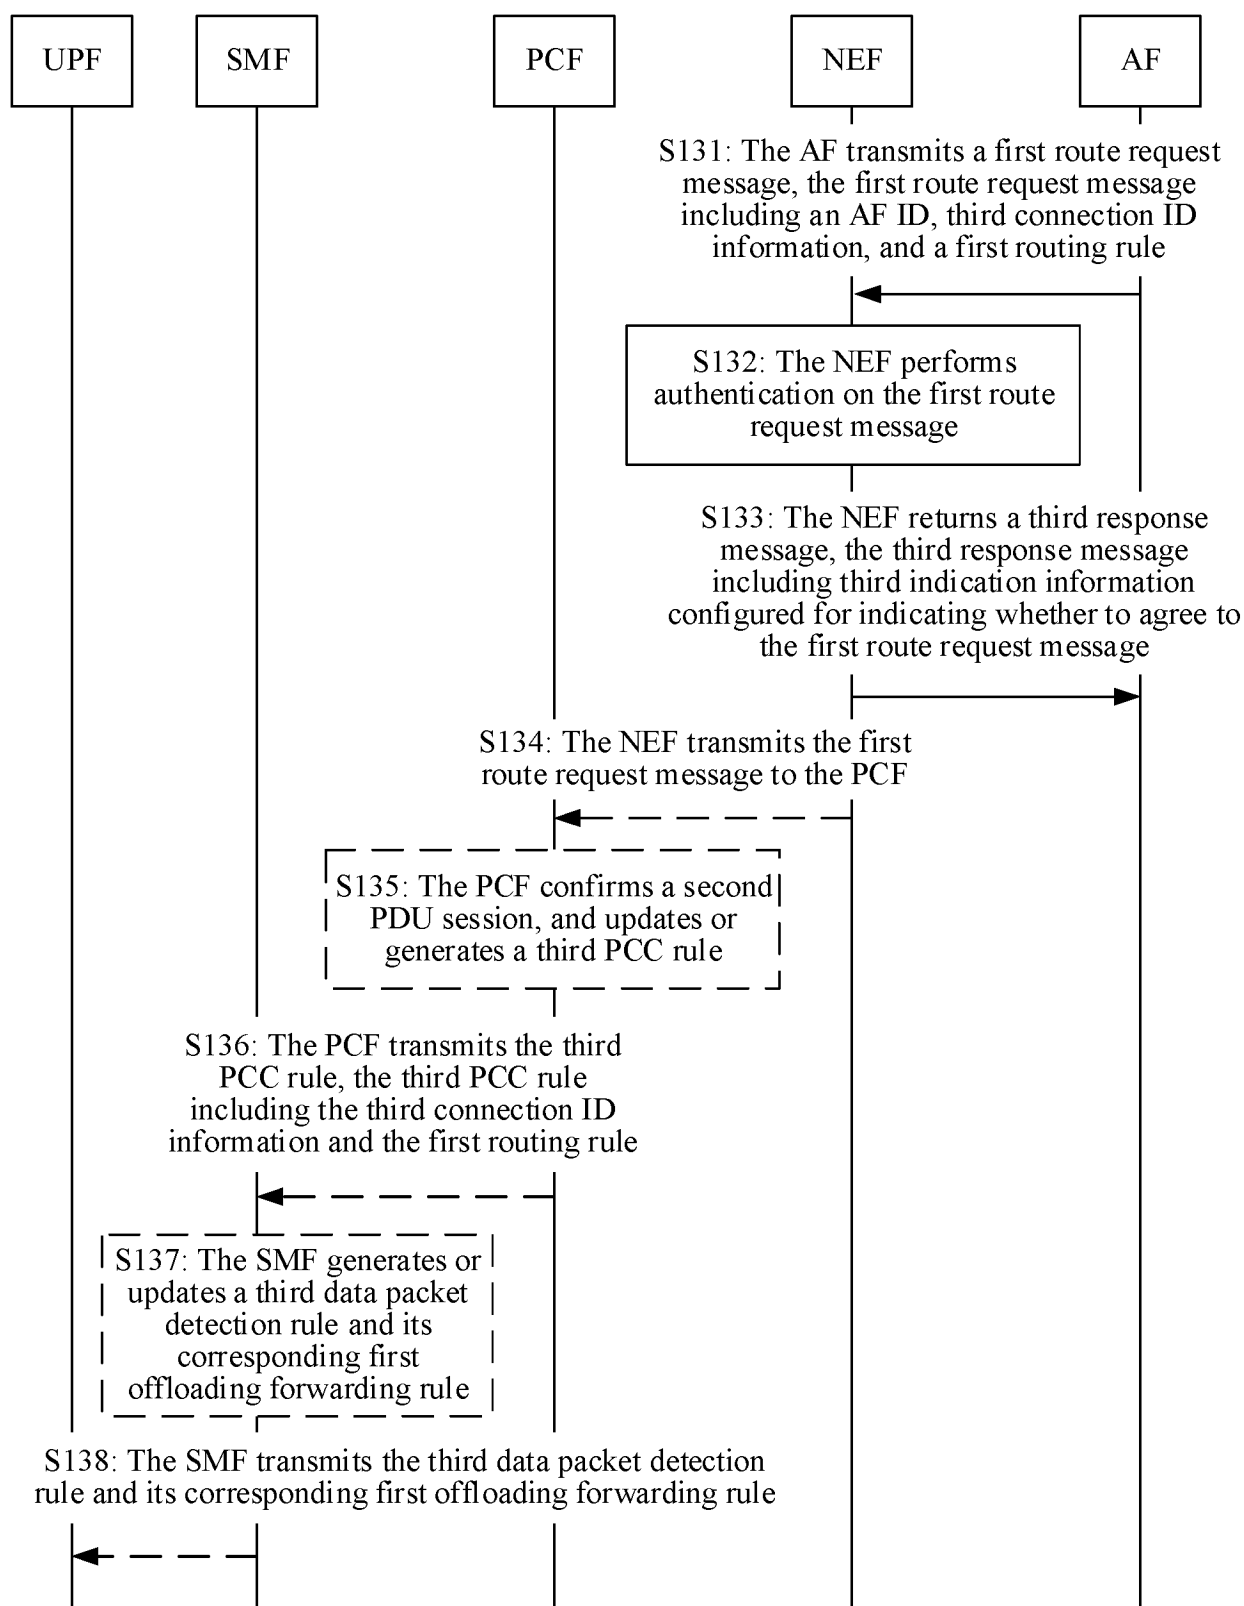 UPF
SMF
PCF
NEF
AF
S131: The AF transmits a first route request
message, the first route request message
including an AF ID, third connection ID
information, and a first routing rule
S132: The NEF performs
authentication on the first route
request message
S133: The NEF returns a third response
message, the third response message
including third indication information
configured for indicating whether to agree to
the first route request message
S134: The NEF transmits the first
route request message to the PCF
S135: The PCF confirms a second
PDU session, and updates or
generates a third PCC rule
S136: The PCF transmits the third
PCC rule, the third PCC rule
including the third connection ID
information and the first routing rule
S137: The SMF generates or
updates a third data packet
detection rule and its
corresponding first
offloading forwarding rule
S138: The SMF transmits the third data packet detection
rule and its corresponding first offloading forwarding rule